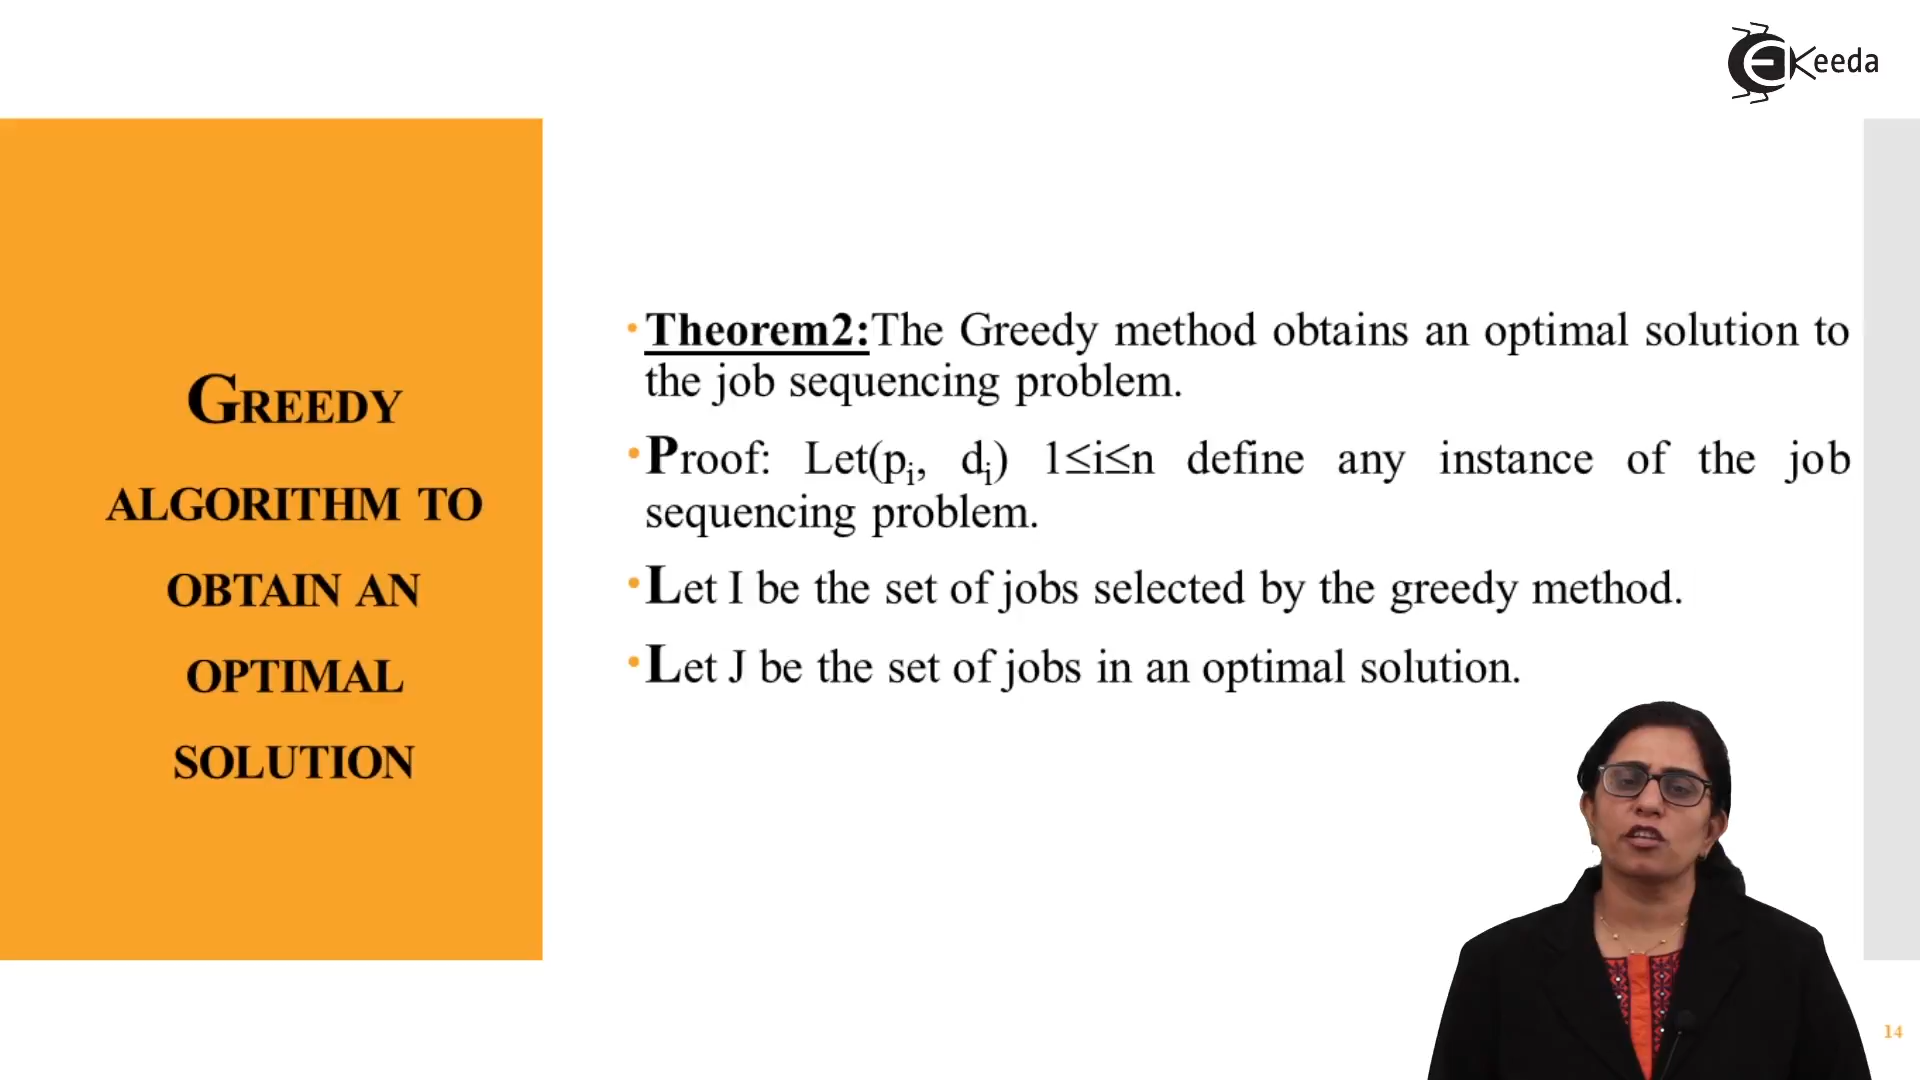 Keeda
GREEDY
ALGORITHM TO
OBTAIN AN
OPTIMAL
SOLUTION
•Theorem2:The Greedy method obtains an optimal solution to
the job sequencing problem.
•Proof: Let(pi, di) 1≤i≤n define any instance of the job
sequencing problem.
•Let I be the set of jobs selected by the greedy method.
•Let J be the set of jobs in an optimal solution.
14